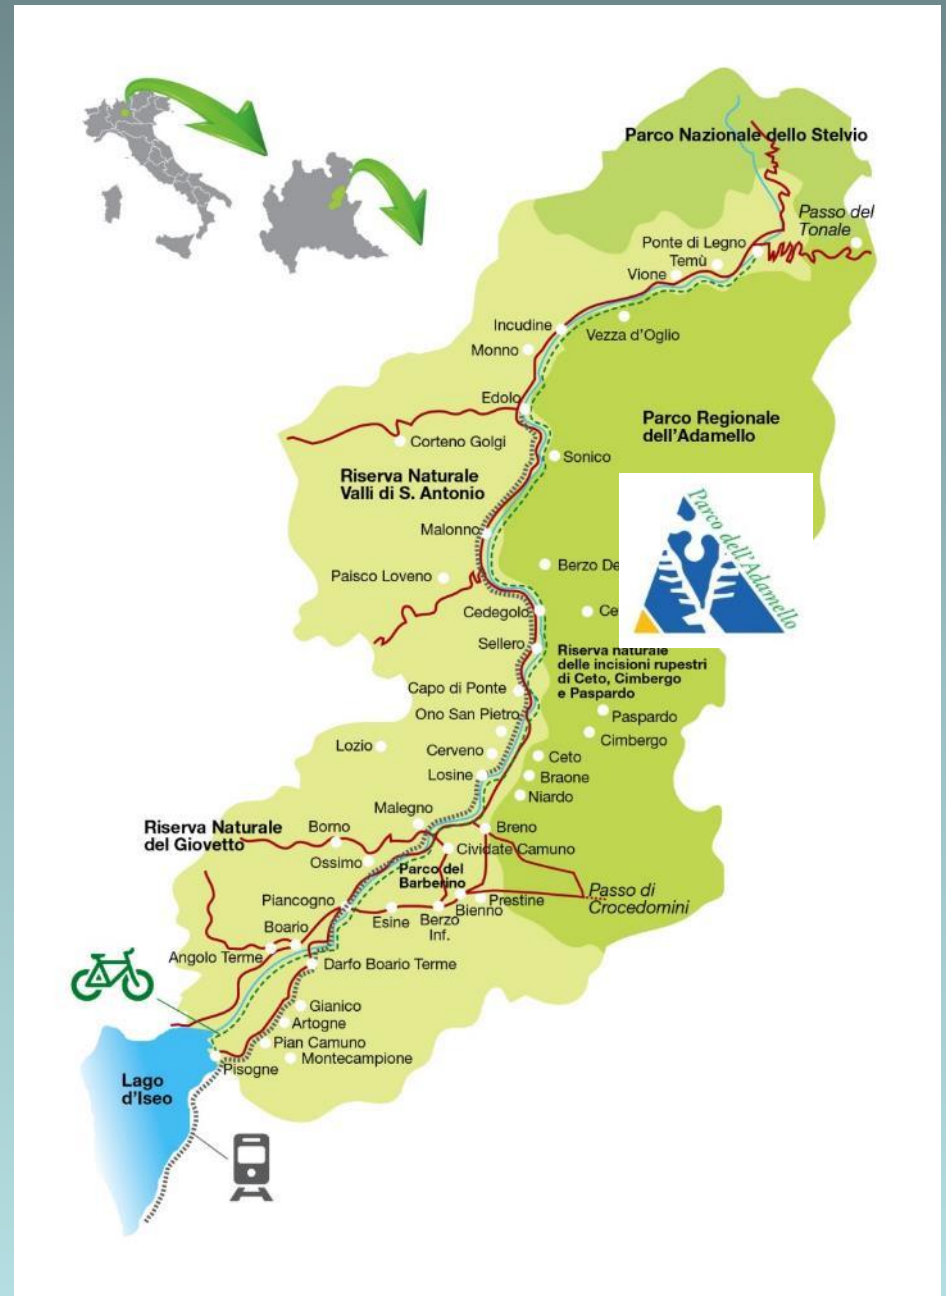 Parco Nazionale dello Stelvio
Passo del
Tonale
Ponte di Legno
Temù
Vione
Incudine
Vezza d'Oglio
Monno
Edolo
Parco Regionale
dell'Adamello
Corteno Golgi
Sonico
Riserva Naturale
Valli di S. Antonio
Parco dell'Adamello
Malonno
Paisco Loveno
Berzo
Cedegolo
Sellero
Riserva naturale
delle incisioni rupestri
di Ceto, Cimbergo
e Paspardo
Capo di Ponte
Ono San Pietro
Paspardo
Cimbergo
Lozio
Cerveno
Ceto
Losine
Braone
Niardo
Malegno
Riserva Naturale
del Giovetto
Borno
Breno
Cividate Camuno
Ossimo
Parco del
Barberino
Passo di
Crocedomini
Piancogno
Prestine
Bienno
Esine
Berzo
Inf.
Boario
Angolo Terme
Darfo Boario Terme
Gianico
Artogne
Pian Camuno
Montecampione
Pisogne
Lago
d'Iseo